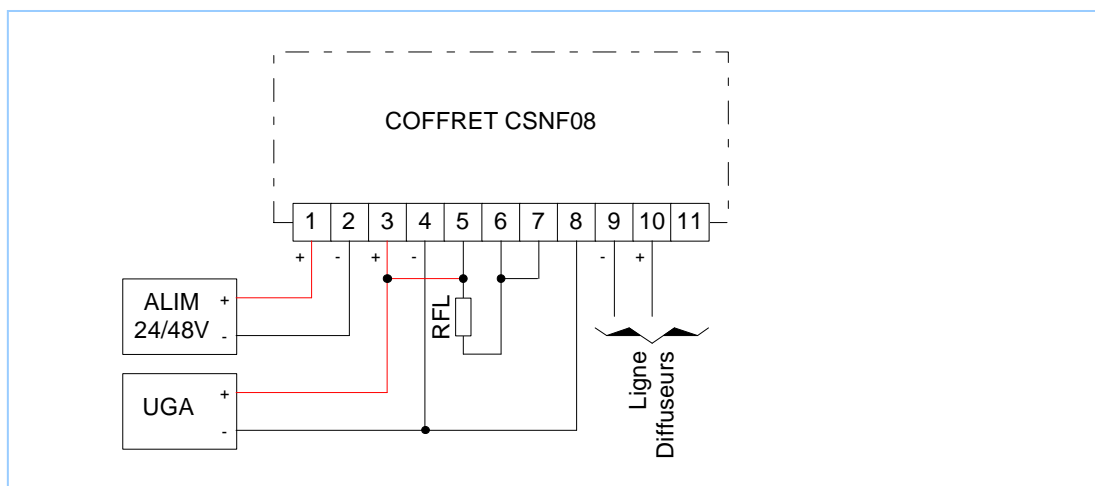 COFFRET CSNF08
1 2 3 4 5 6 7 8 9 10 11
+ - + - - +
ALIM
24/48V
+
-
RFL
UGA
+
-
Ligne
Diffuseurs